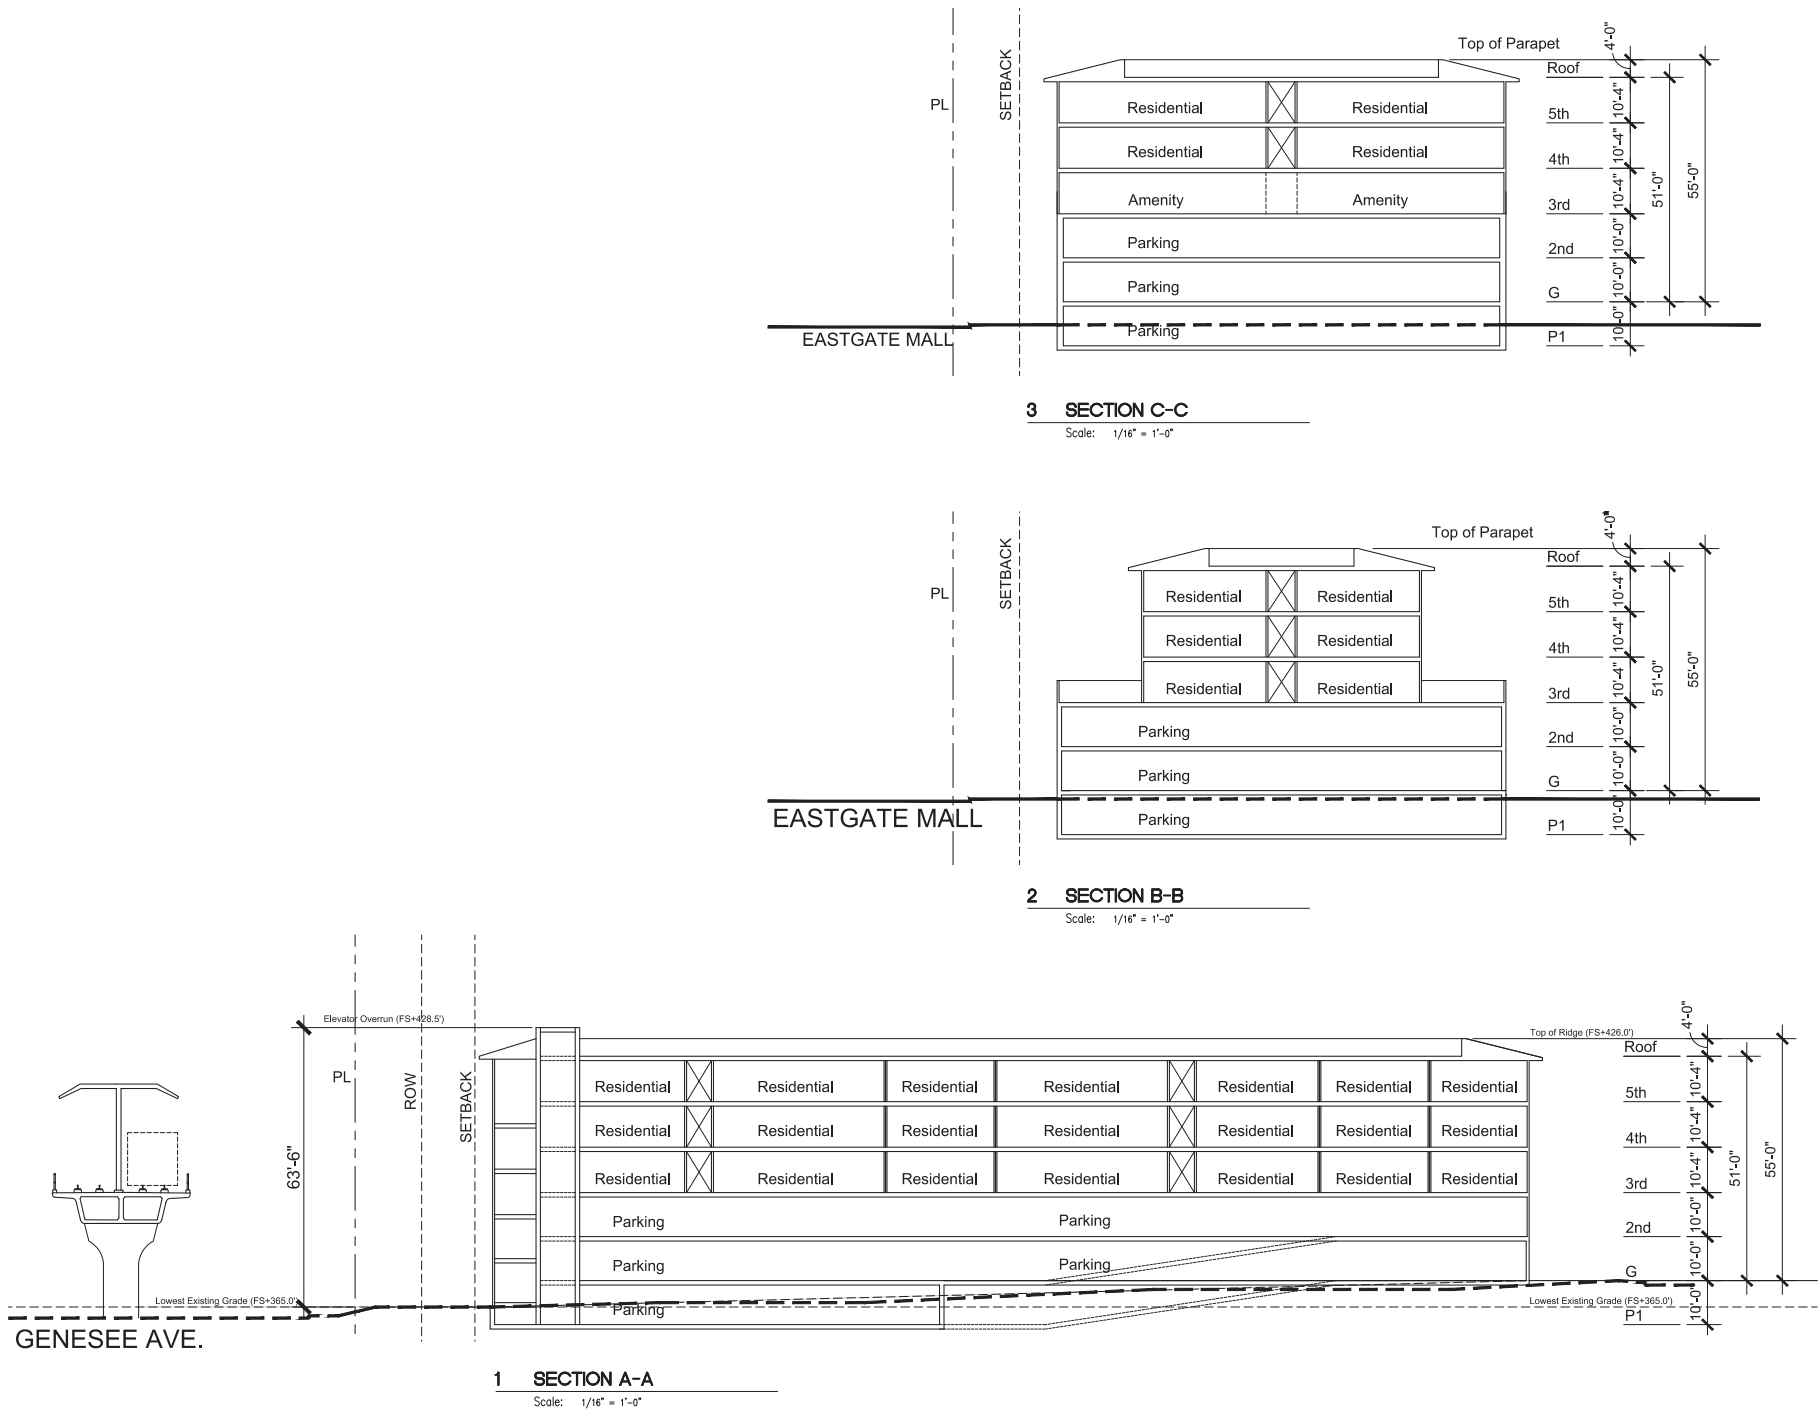 Top of Parapet
4'-0"
Roof
10'-4"
5th
10'-4"
4th
10'-4"
3rd
10'-0"
2nd
10'-0"
G
10'-0"
P1
51'-0"
55'-0"
PL
SETBACK
Residential Residential
Residential Residential
Amenity Amenity
Parking
Parking
Parking
EASTGATE MALL
3 SECTION C-C
Scale: 1/16" = 1'-0"
Top of Parapet
4'-0"
Roof
10'-4"
5th
10'-4"
4th
10'-4"
3rd
10'-0"
2nd
10'-0"
G
10'-0"
P1
51'-0"
55'-0"
PL
SETBACK
Residential Residential
Residential Residential
Residential Residential
Parking
Parking
Parking
EASTGATE MALL
2 SECTION B-B
Scale: 1/16" = 1'-0"
Elevator Overrun (FS+428.5')
Top of Ridge (FS+426.0')
4'-0"
Roof
10'-4"
5th
10'-4"
4th
10'-4"
3rd
10'-0"
2nd
10'-0"
G
10'-0"
P1
51'-0"
55'-0"
63'-6"
PL
ROW
SETBACK
Residential Residential Residential Residential Residential Residential Residential
Residential Residential Residential Residential Residential Residential Residential
Residential Residential Residential Residential Residential Residential Residential
Parking Parking
Parking Parking
Parking
Lowest Existing Grade (FS+365.0')
Lowest Existing Grade (FS+365.0')
GENESEE AVE.
1 SECTION A-A
Scale: 1/16" = 1'-0"